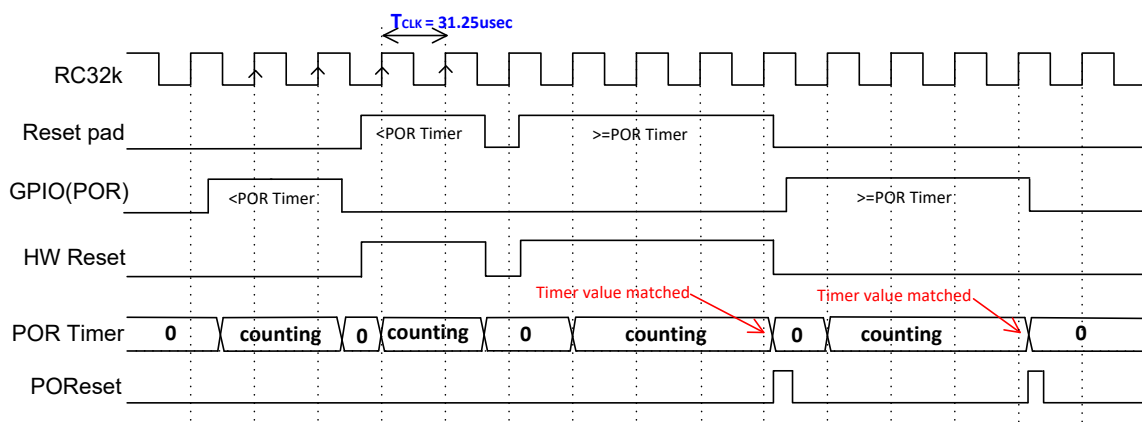 TCLK = 31.25usec
RC32k
Reset pad
<POR Timer
>=POR Timer
GPIO(POR)
<POR Timer
>=POR Timer
HW Reset
Timer value matched
Timer value matched
POR Timer
0
counting
0
counting
0
counting
0
counting
0
POReset